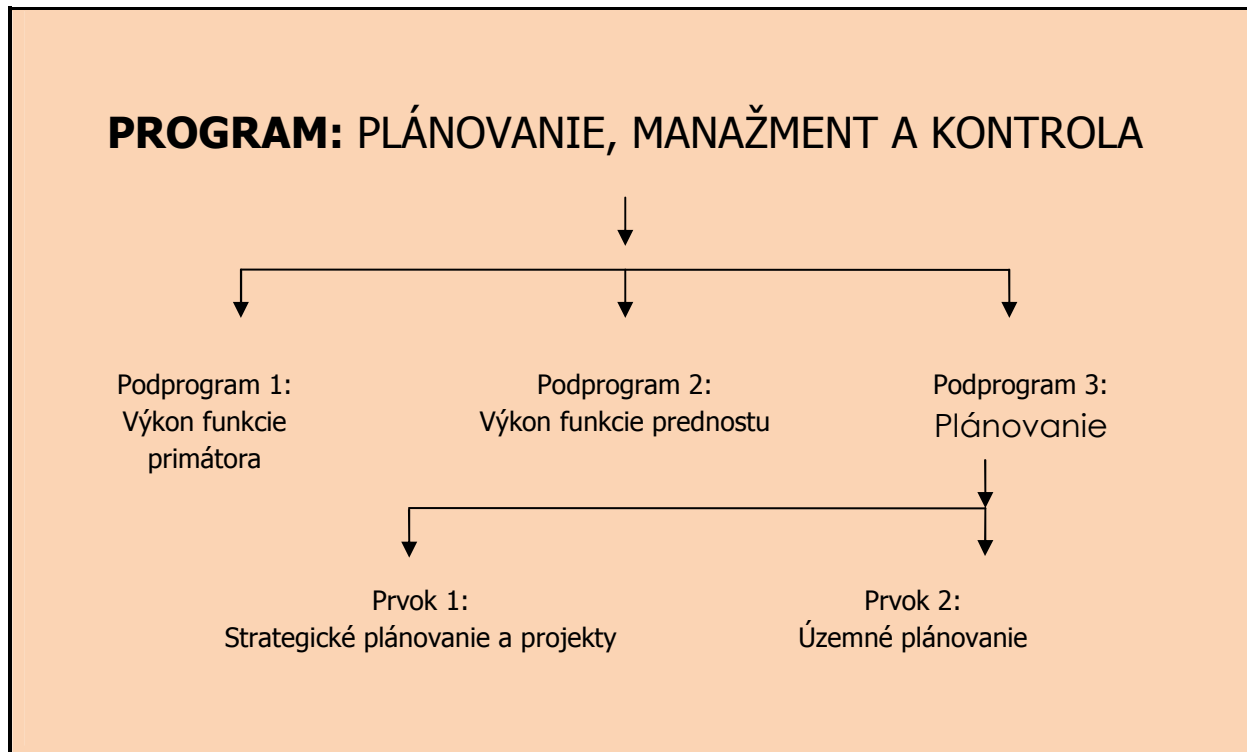 PROGRAM: PLÁNOVANIE, MANAŽMENT A KONTROLA
Podprogram 1:
Výkon funkcie
primátora
Podprogram 2:
Výkon funkcie prednostu
Podprogram 3:
Plánovanie
Prvok 1:
Strategické plánovanie a projekty
Prvok 2:
Územné plánovanie